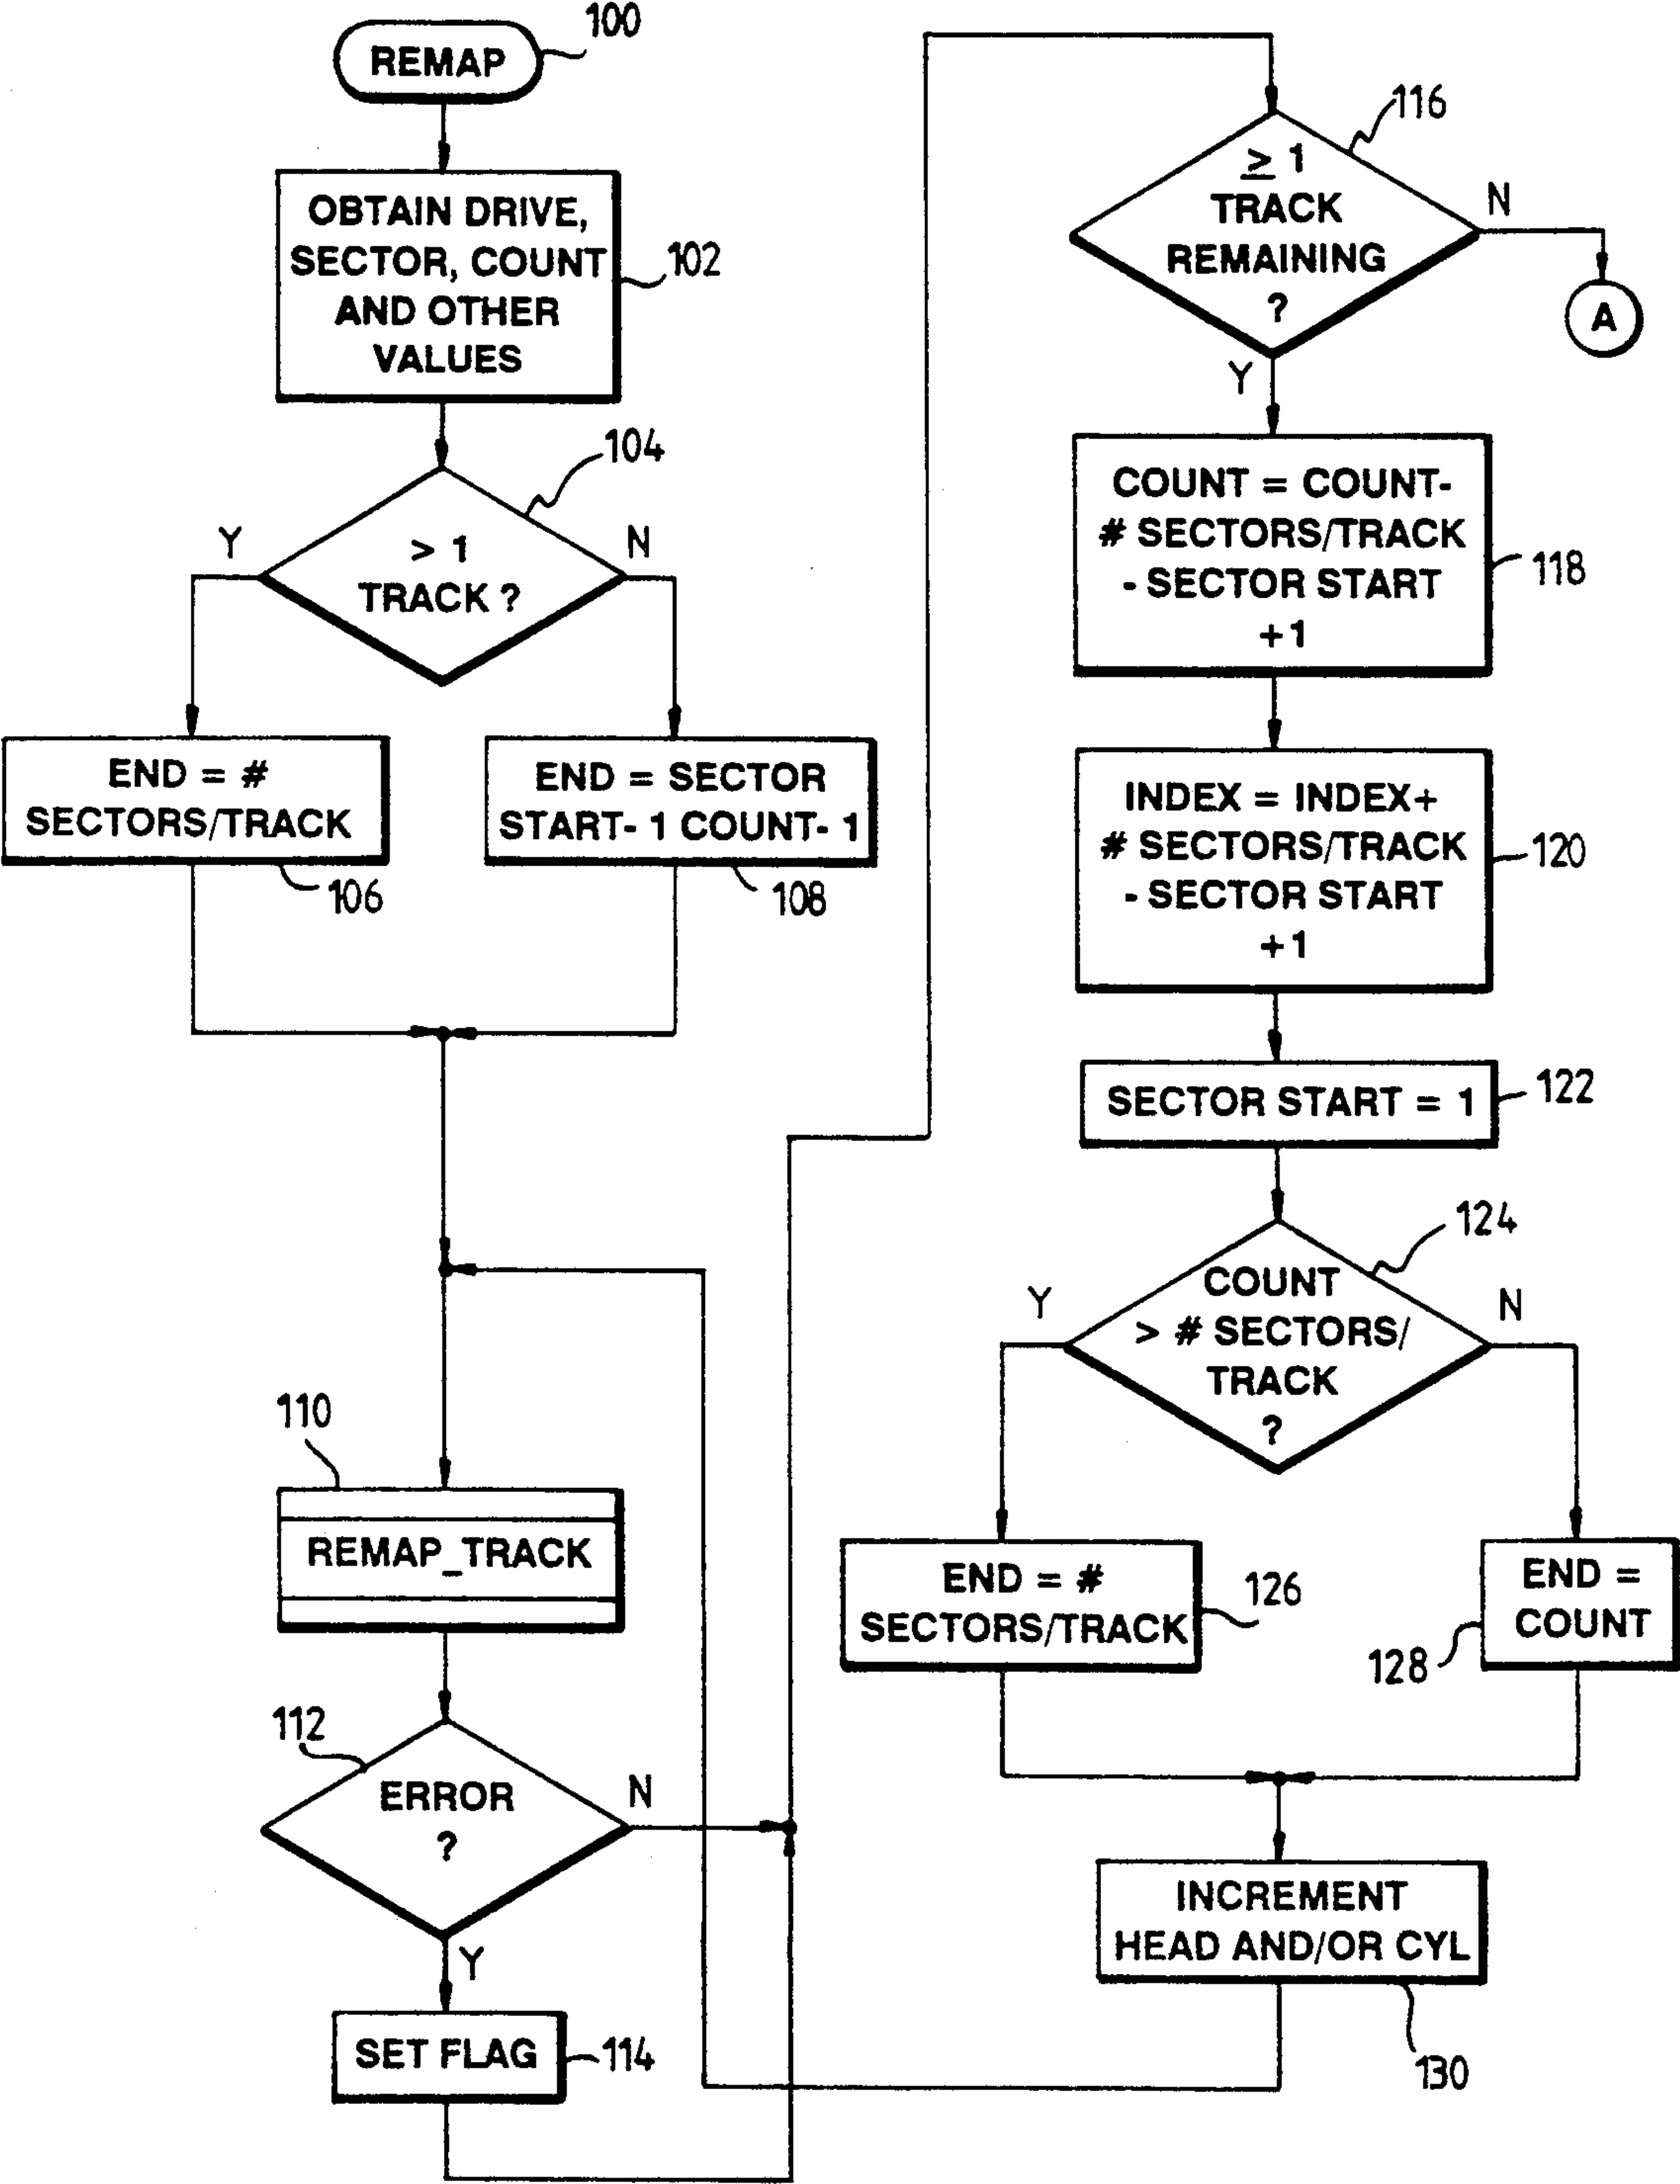 REMAP
100
OBTAIN DRIVE,
SECTOR, COUNT
AND OTHER
VALUES
102
> 1
TRACK ?
104
Y
N
END = #
SECTORS/TRACK
106
END = SECTOR
START- 1 COUNT- 1
108
110
REMAP_TRACK
112
ERROR
?
N
Y
SET FLAG
114
≥ 1
TRACK
REMAINING
?
116
N
A
Y
COUNT = COUNT-
# SECTORS/TRACK
- SECTOR START
+1
118
INDEX = INDEX+
# SECTORS/TRACK
- SECTOR START
+1
120
SECTOR START = 1
122
COUNT
> # SECTORS/
TRACK
?
124
Y
N
END = #
SECTORS/TRACK
126
END =
COUNT
128
INCREMENT
HEAD AND/OR CYL
130